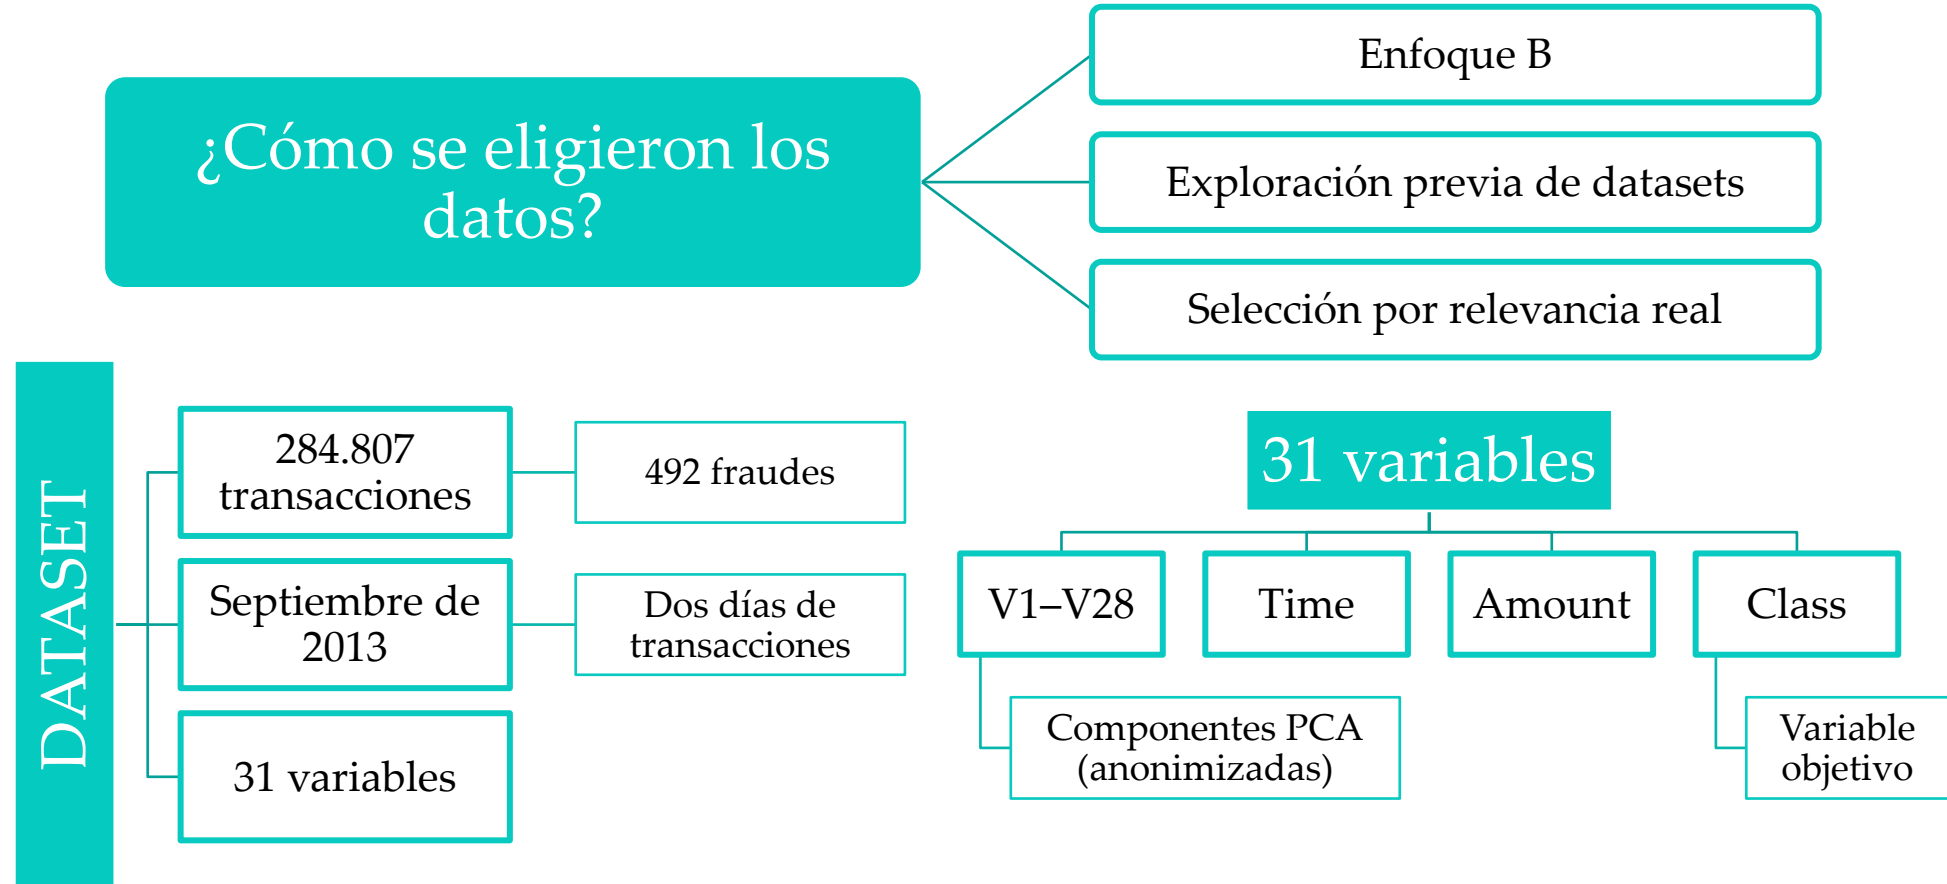 ¿Cómo se eligieron los
datos?
Enfoque B
Exploración previa de datasets
Selección por relevancia real
DATASET
284.807
transacciones
492 fraudes
Septiembre de
2013
Dos días de
transacciones
31 variables
31 variables
V1–V28
Time
Amount
Class
Componentes PCA
(anonimizadas)
Variable
objetivo